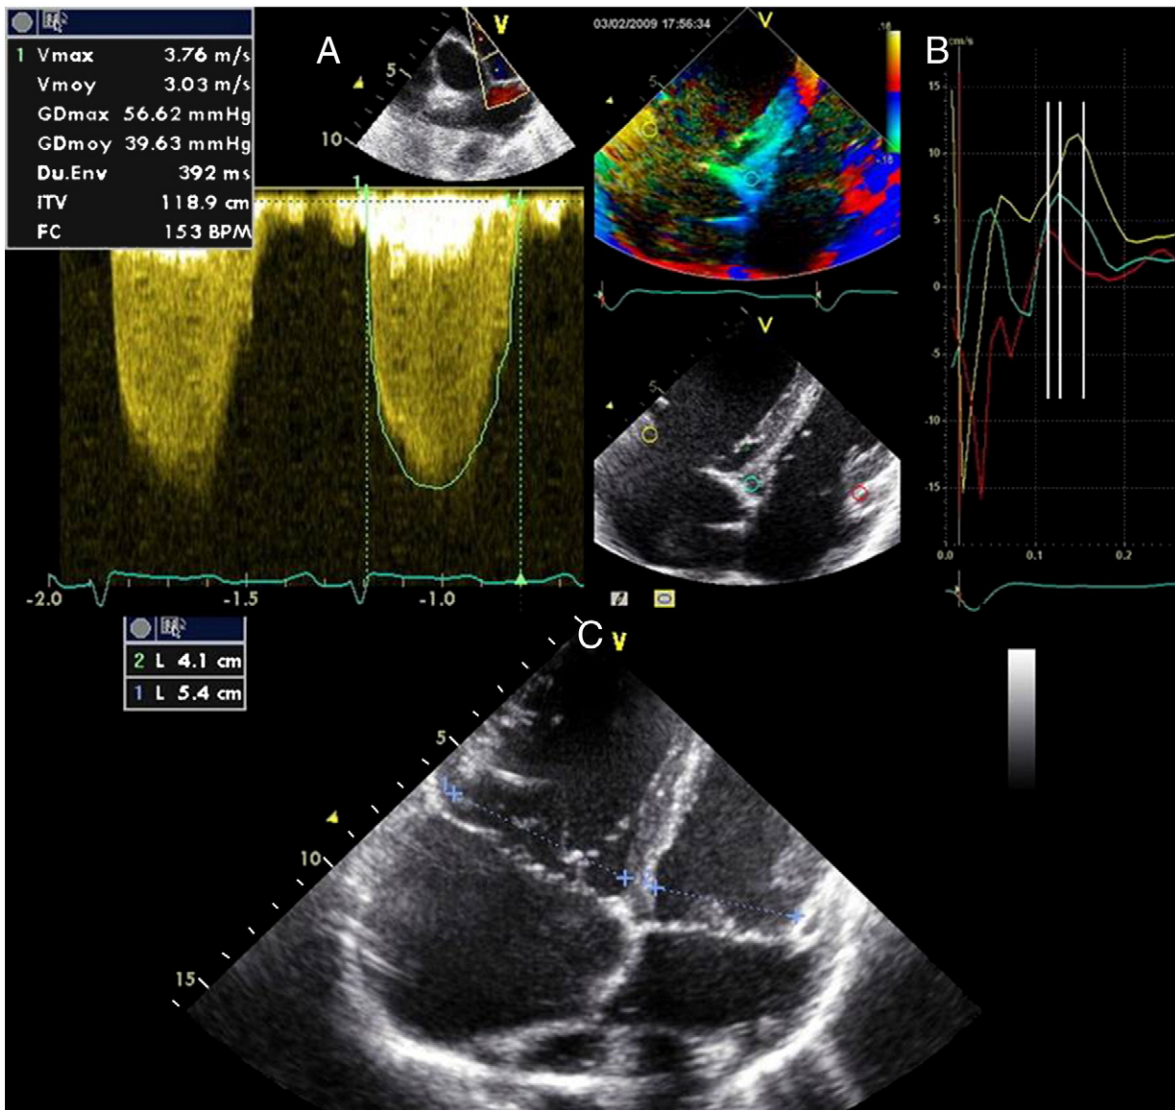 1 Vmax 3.76 m/s
Vmoy 3.03 m/s
GDmax 56.62 mmHg
GDmoy 39.63 mmHg
Du.Env 392 ms
ITV 118.9 cm
FC 153 BPM
A
V
5
10
1
-2.0
-1.5
-1.0
03/02/2009 17:56:34
V
5
.16
-.16
V
5
B
cm/s
15
10
5
0
-5
-10
-15
0.0
0.1
0.2
2 L 4.1 cm
1 L 5.4 cm
C
V
5
10
15